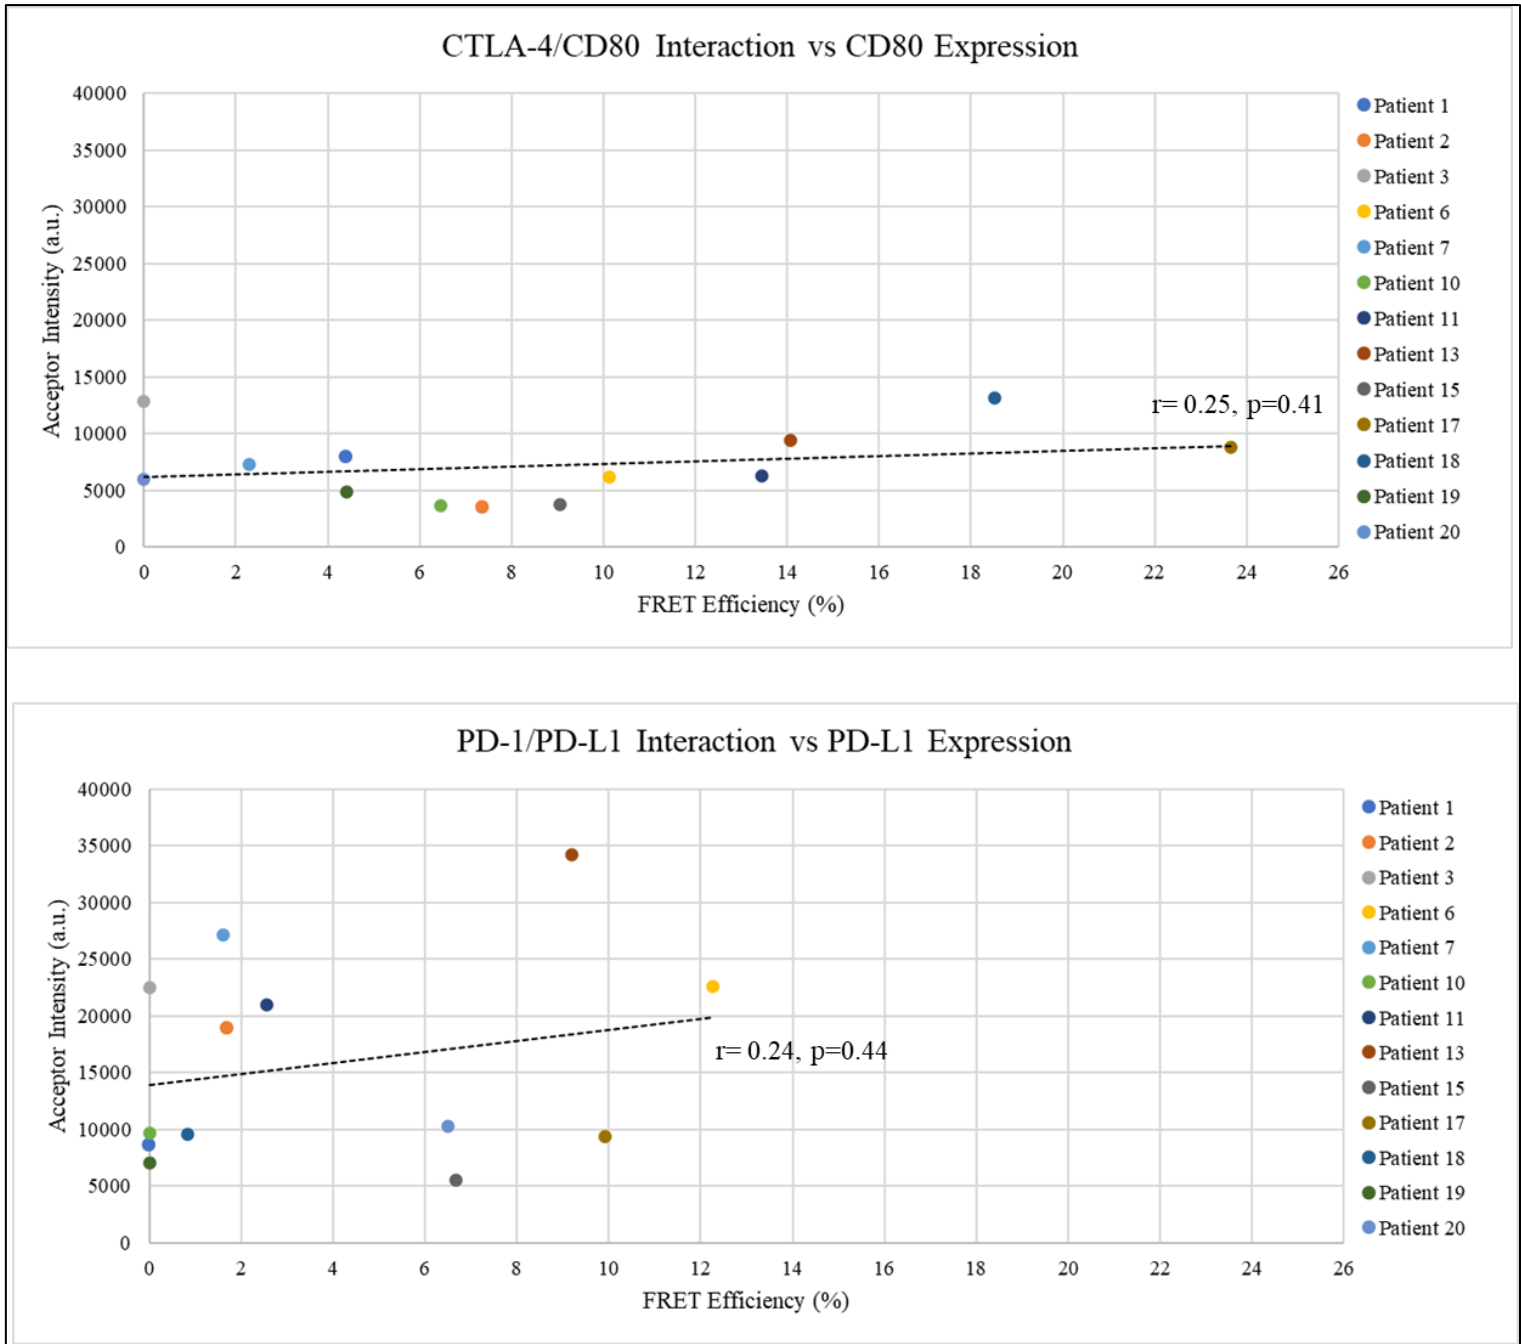 CTLA-4/CD80 Interaction vs CD80 Expression
40000
35000
30000
25000
20000
15000
10000
5000
0
Acceptor Intensity (a.u.)
r= 0.25, p=0.41
0 2 4 6 8 10 12 14 16 18 20 22 24 26
FRET Efficiency (%)
Patient 1
Patient 2
Patient 3
Patient 6
Patient 7
Patient 10
Patient 11
Patient 13
Patient 15
Patient 17
Patient 18
Patient 19
Patient 20
PD-1/PD-L1 Interaction vs PD-L1 Expression
40000
35000
30000
25000
20000
15000
10000
5000
0
Acceptor Intensity (a.u.)
r= 0.24, p=0.44
0 2 4 6 8 10 12 14 16 18 20 22 24 26
FRET Efficiency (%)
Patient 1
Patient 2
Patient 3
Patient 6
Patient 7
Patient 10
Patient 11
Patient 13
Patient 15
Patient 17
Patient 18
Patient 19
Patient 20